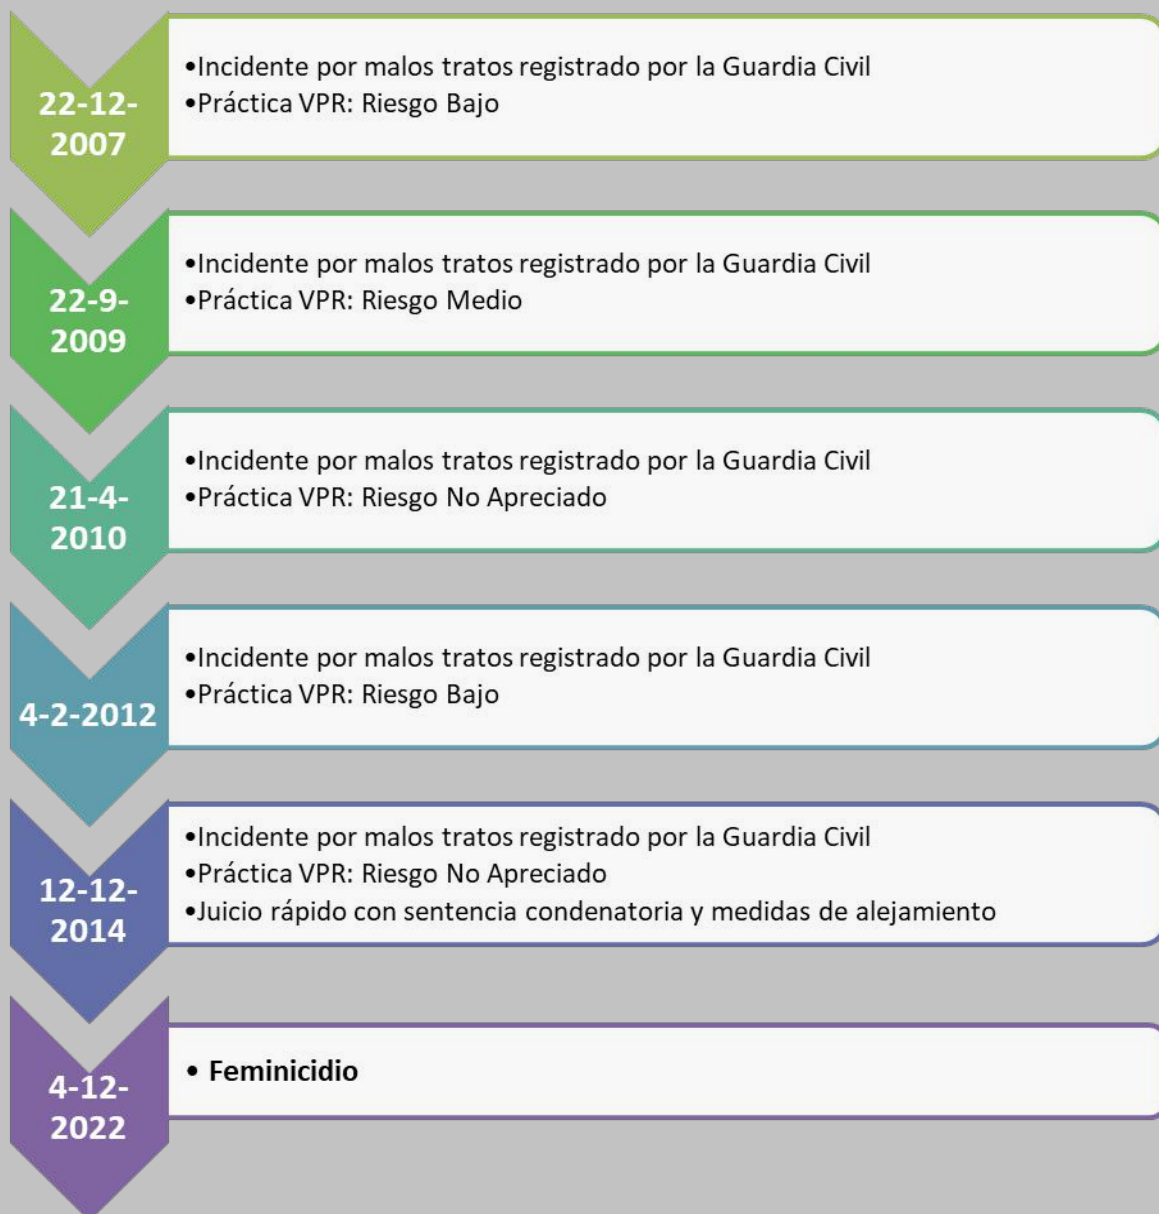 22-12-
2007
•Incidente por malos tratos registrado por la Guardia Civil
•Práctica VPR: Riesgo Bajo
22-9-
2009
•Incidente por malos tratos registrado por la Guardia Civil
•Práctica VPR: Riesgo Medio
21-4-
2010
•Incidente por malos tratos registrado por la Guardia Civil
•Práctica VPR: Riesgo No Apreciado
4-2-2012
•Incidente por malos tratos registrado por la Guardia Civil
•Práctica VPR: Riesgo Bajo
12-12-
2014
•Incidente por malos tratos registrado por la Guardia Civil
•Práctica VPR: Riesgo No Apreciado
•Juicio rápido con sentencia condenatoria y medidas de alejamiento
4-12-
2022
• Feminicidio